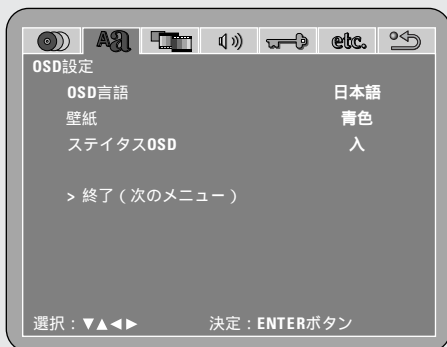 Aあ etc.
OSD設定
OSD言語 日本語
壁紙 青色
ステイタスOSD 入
> 終了(次のメニュー)
選択:▼▲◀▶ 決定:ENTERボタン